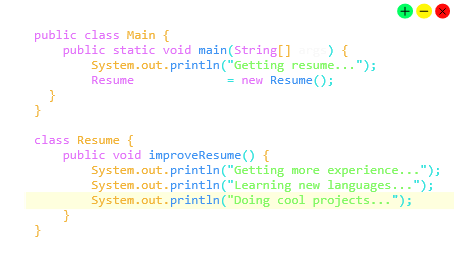 public class Main {
public static void main(String[] args) {
System.out.println("Getting resume...");
Resume = new Resume();
}
}
class Resume {
public void improveResume() {
System.out.println("Getting more experience...");
System.out.println("Learning new languages...");
System.out.println("Doing cool projects...");
}
}